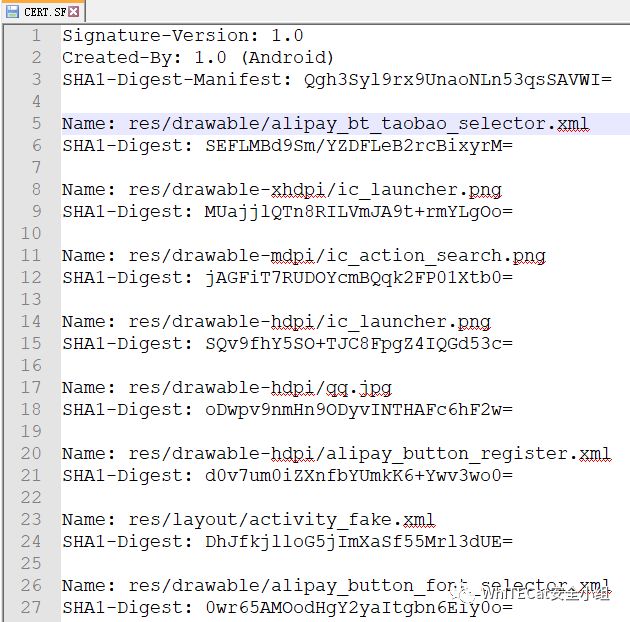 CERT.SF
1 Signature-Version: 1.0
2 Created-By: 1.0 (Android)
3 SHA1-Digest-Manifest: Qgh3Syl9rx9UnaoNLn53qsSAVWI=
4
5 Name: res/drawable/alipay_bt_taobao_selector.xml
6 SHA1-Digest: SEFLMBd9Sm/YZDFLeB2rcBixyrM=
7
8 Name: res/drawable-xhdpi/ic_launcher.png
9 SHA1-Digest: MUajjlQTn8RILVmJA9t+rmYLgOo=
10
11 Name: res/drawable-mdpi/ic_action_search.png
12 SHA1-Digest: jAGFiT7RUDOYcmBQqk2FP01Xtb0=
13
14 Name: res/drawable-hdpi/ic_launcher.png
15 SHA1-Digest: SQv9fhY5SO+TJC8FpgZ4IQGd53c=
16
17 Name: res/drawable-hdpi/qq.jpg
18 SHA1-Digest: oDwpv9nmHn9ODyvINTHAFc6hF2w=
19
20 Name: res/drawable-hdpi/alipay_button_register.xml
21 SHA1-Digest: d0v7um0iZXnfbYUmkK6+Ywv3wo0=
22
23 Name: res/layout/activity_fake.xml
24 SHA1-Digest: DhJfkjlloG5jImXaSf55Mrl3dUE=
25
26 Name: res/drawable/alipay_button_font_selector.xml
27 SHA1-Digest: 0wr65AMOodHgY2yaItgbn6Ely0o=
WhITECat安全小组